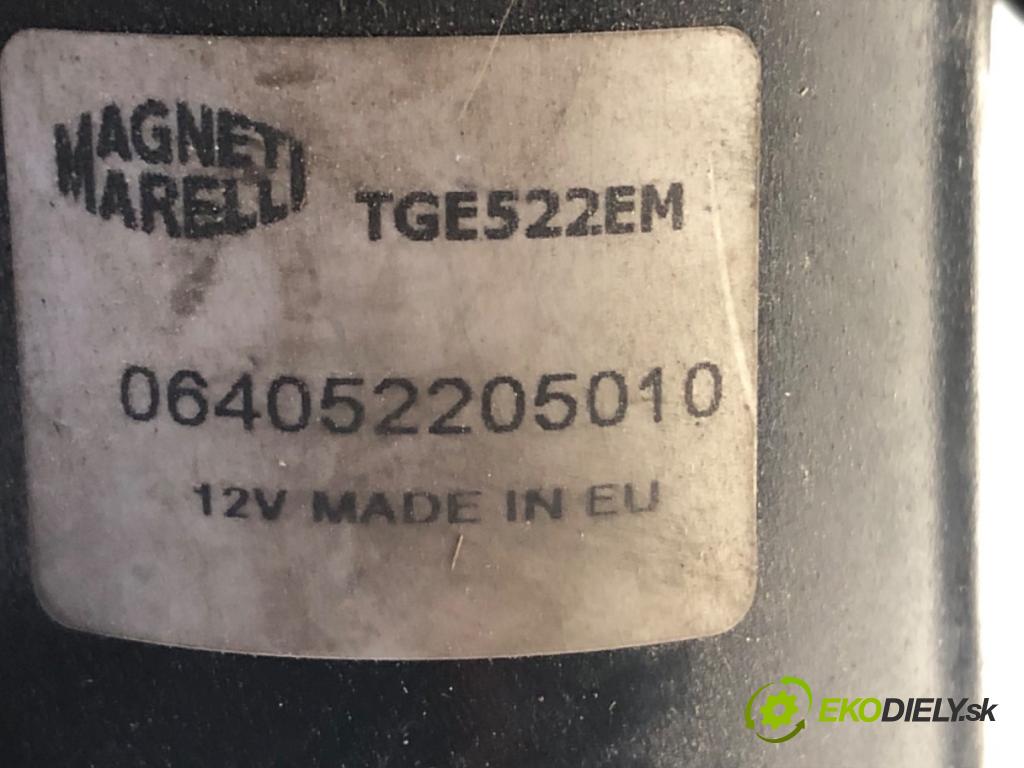 MAGNETI
MARELLI
TGE522EM
064052205010
12V MADE IN EU
EKODIELY.sk